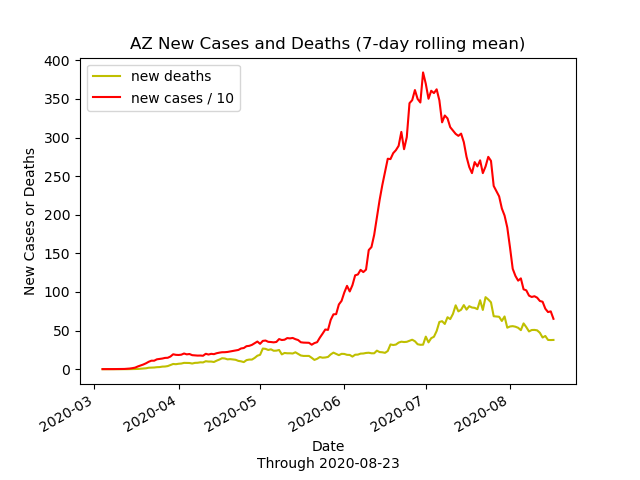 AZ New Cases and Deaths (7-day rolling mean)
new deaths
new cases / 10
New Cases or Deaths
400
350
300
250
200
150
100
50
0
2020-03
2020-04
2020-05
2020-06
2020-07
2020-08
Date
Through 2020-08-23